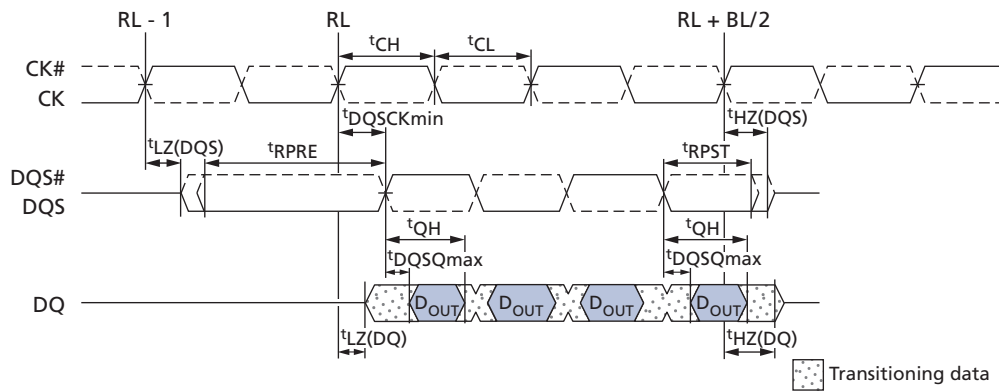 RL - 1 RL RL + BL/2
tCH tCL
CK#
CK
tDQSCKmin tHZ(DQS)
tLZ(DQS) tRPRE tRPST
DQS#
DQS
tQH tQH
tDQSQmax tDQSQmax
DQ DOUT DOUT DOUT DOUT
tLZ(DQ) tHZ(DQ)
Transitioning data